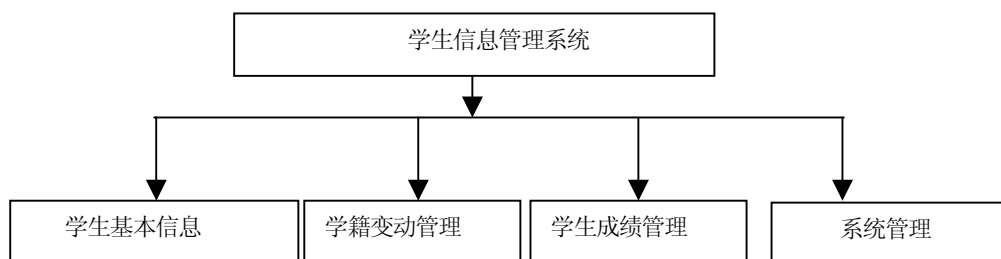 学生信息管理系统
学生基本信息
学籍变动管理
学生成绩管理
系统管理